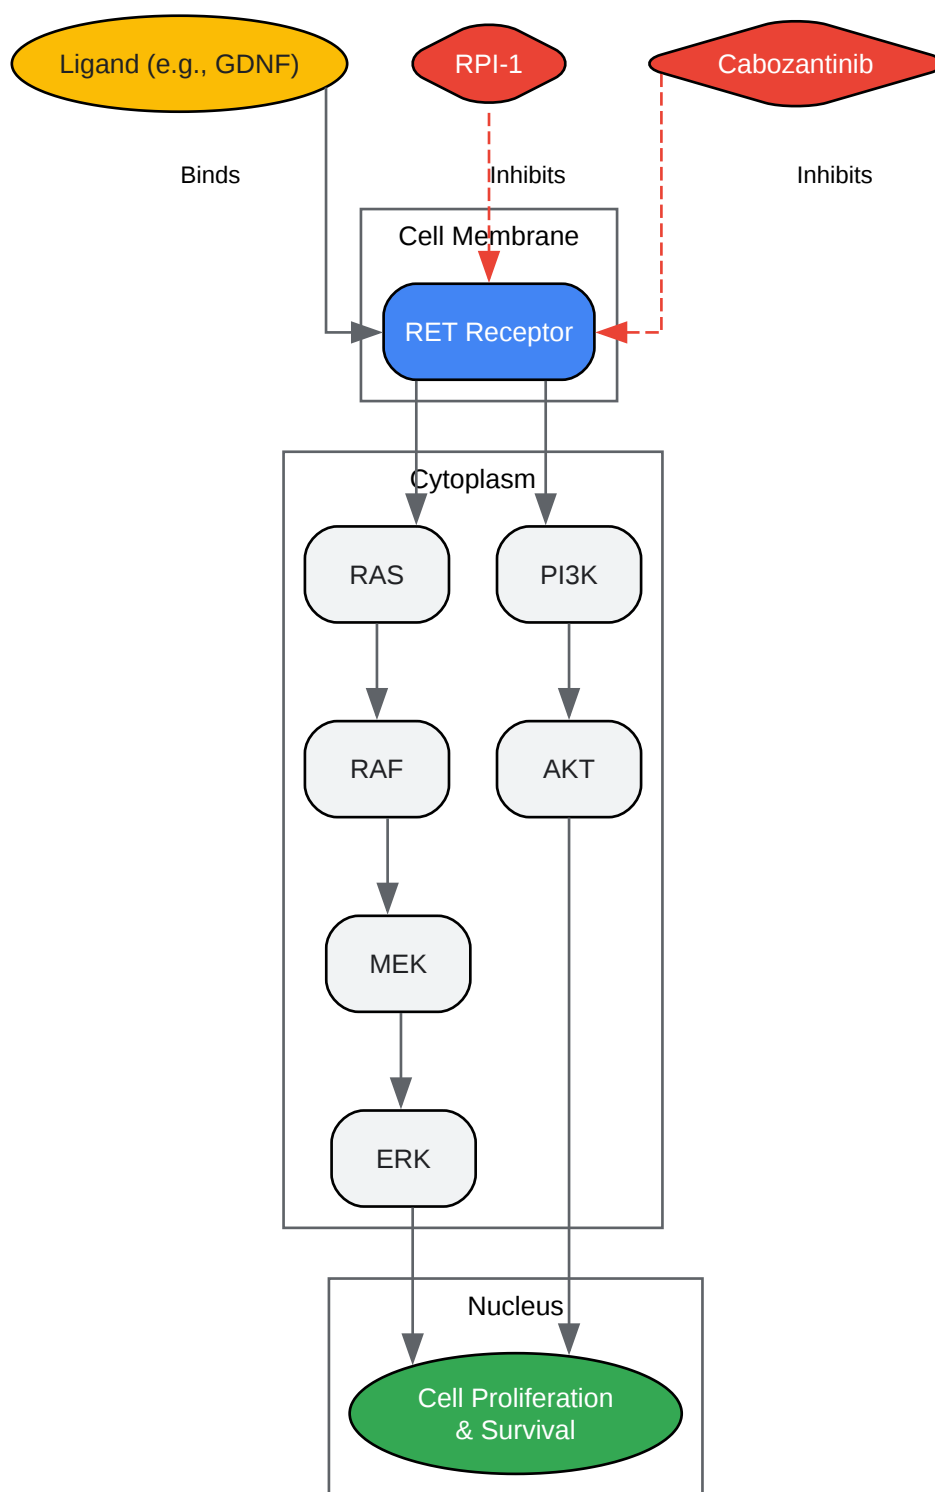 Ligand (e.g., GDNF)
RPI-1
Cabozantinib
Binds
Inhibits
Inhibits
Cell Membrane
RET Receptor
Cytoplasm
RAS
PI3K
RAF
AKT
MEK
ERK
Nucleus
Cell Proliferation
& Survival